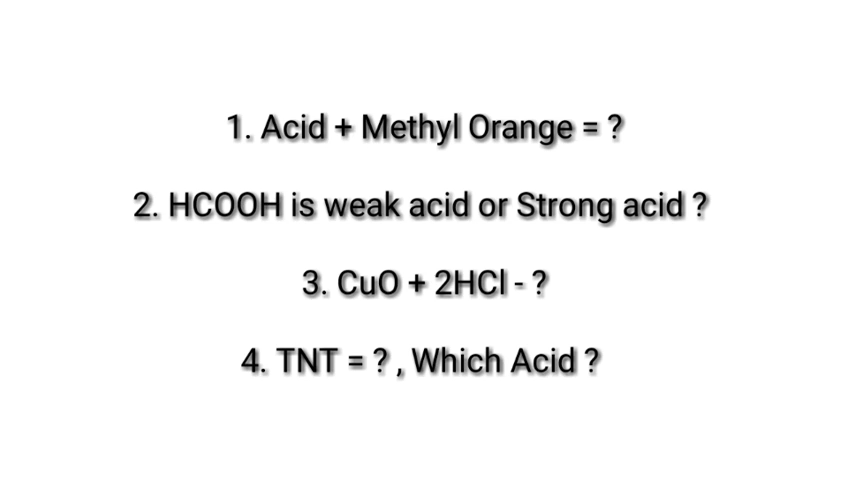 1. Acid + Methyl Orange = ?
2. HCOOH is weak acid or Strong acid ?
3. CuO + 2HCl - ?
4. TNT = ? , Which Acid ?